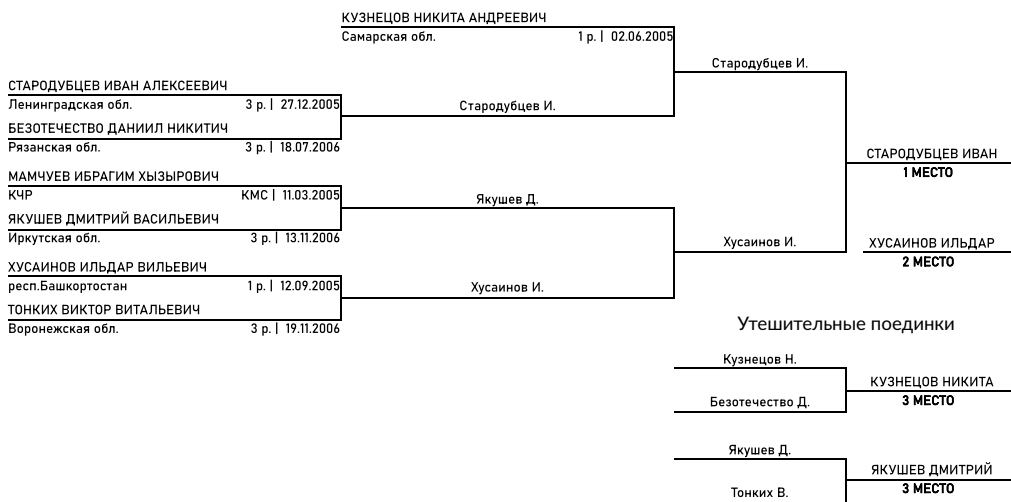 КУЗНЕЦОВ НИКИТА АНДРЕЕВИЧ
Самарская обл. 1 р. | 02.06.2005
Стародубцев И.
СТАРОДУБЦЕВ ИВАН АЛЕКСЕЕВИЧ
Ленинградская обл. 3 р. | 27.12.2005
Стародубцев И.
БЕЗОТЕЧЕСТВО ДАНИИЛ НИКИТИЧ
Рязанская обл. 3 р. | 18.07.2006
СТАРОДУБЦЕВ ИВАН
1 МЕСТО
МАМЧУЕВ ИБРАГИМ ХЫЗЫРОВИЧ
КЧР КМС | 11.03.2005
Якушев Д.
ЯКУШЕВ ДМИТРИЙ ВАСИЛЬЕВИЧ
Иркутская обл. 3 р. | 13.11.2006
Хусаинов И.
ХУСАИНОВ ИЛЬДАР
2 МЕСТО
ХУСАИНОВ ИЛЬДАР ВИЛЬЕВИЧ
респ.Башкортостан 1 р. | 12.09.2005
Хусаинов И.
ТОНКИХ ВИКТОР ВИТАЛЬЕВИЧ
Воронежская обл. 3 р. | 19.11.2006
Утешительные поединки
Кузнецов Н.
КУЗНЕЦОВ НИКИТА
3 МЕСТО
Безотечество Д.
Якушев Д.
ЯКУШЕВ ДМИТРИЙ
3 МЕСТО
Тонких В.